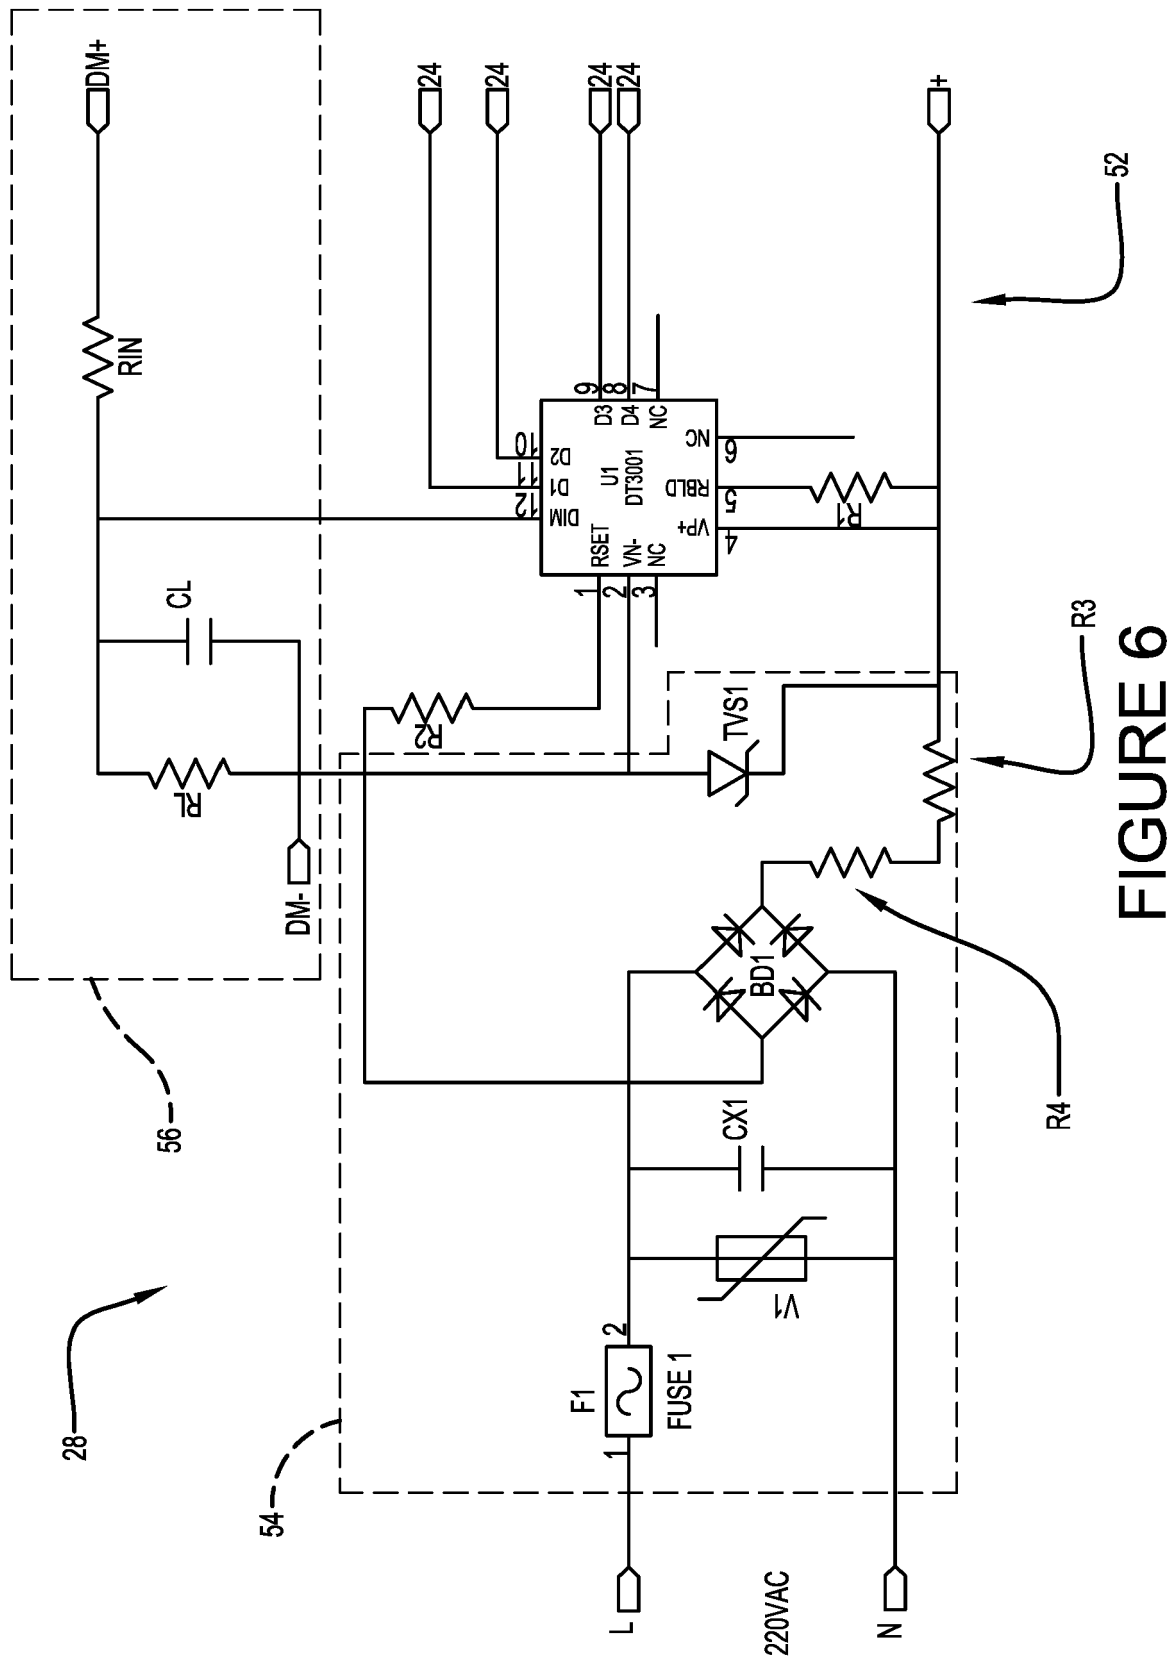 DM+
24
24
24
24
+
52
RIN
9
8
7
D3
D4
NC
10
11
12
D2
D1
DIM
U1
DT3001
NC
6
RBLD
5
VP+
4
RSET
VN-
NC
1
2
3
R1
CL
R2
RL
DM-
TVS1
R3
BD1
R4
56
CX1
V1
28
2
F1
FUSE 1
1
54
L
220VAC
N
FIGURE 6